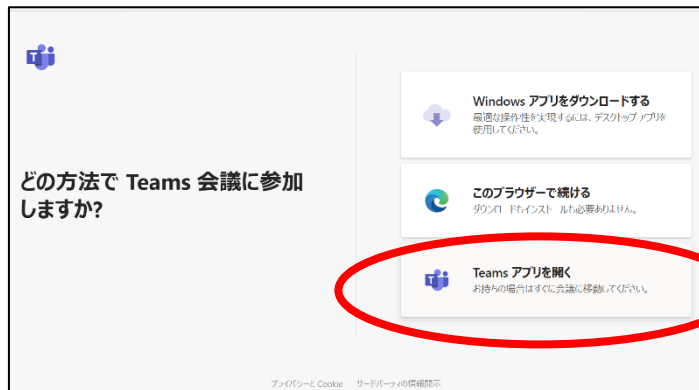 どの方法で Teams 会議に参加
しますか?
Windows アプリをダウンロードする
最適な操作性を実現するには、デスクトップ アプリを
使用してください。
このブラウザーで続ける
ダウンロードもインストールも必要ありません。
Teams アプリを開く
お持ちの場合はすぐに会議に移動してください。
プライバシーと Cookie サードパーティの情報開示